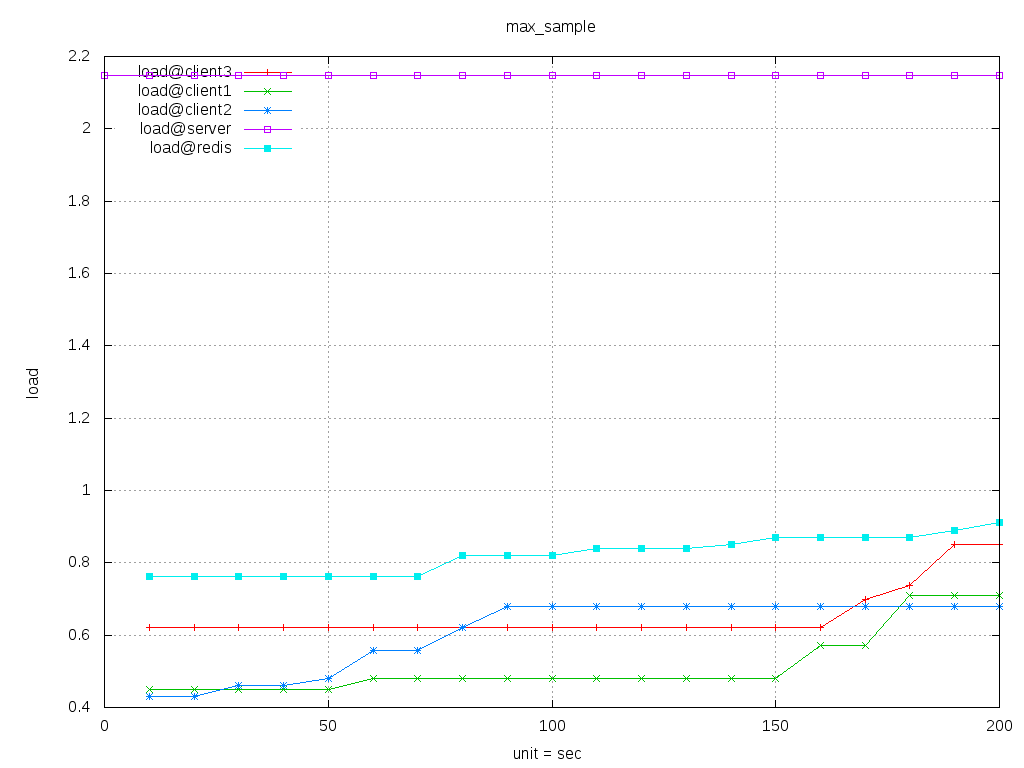 max_sample
2.2
2
1.8
1.6
1.4
1.2
1
0.8
0.6
0.4
load
load@client3
load@client1
load@client2
load@server
load@redis
0 50 100 150 200
unit = sec